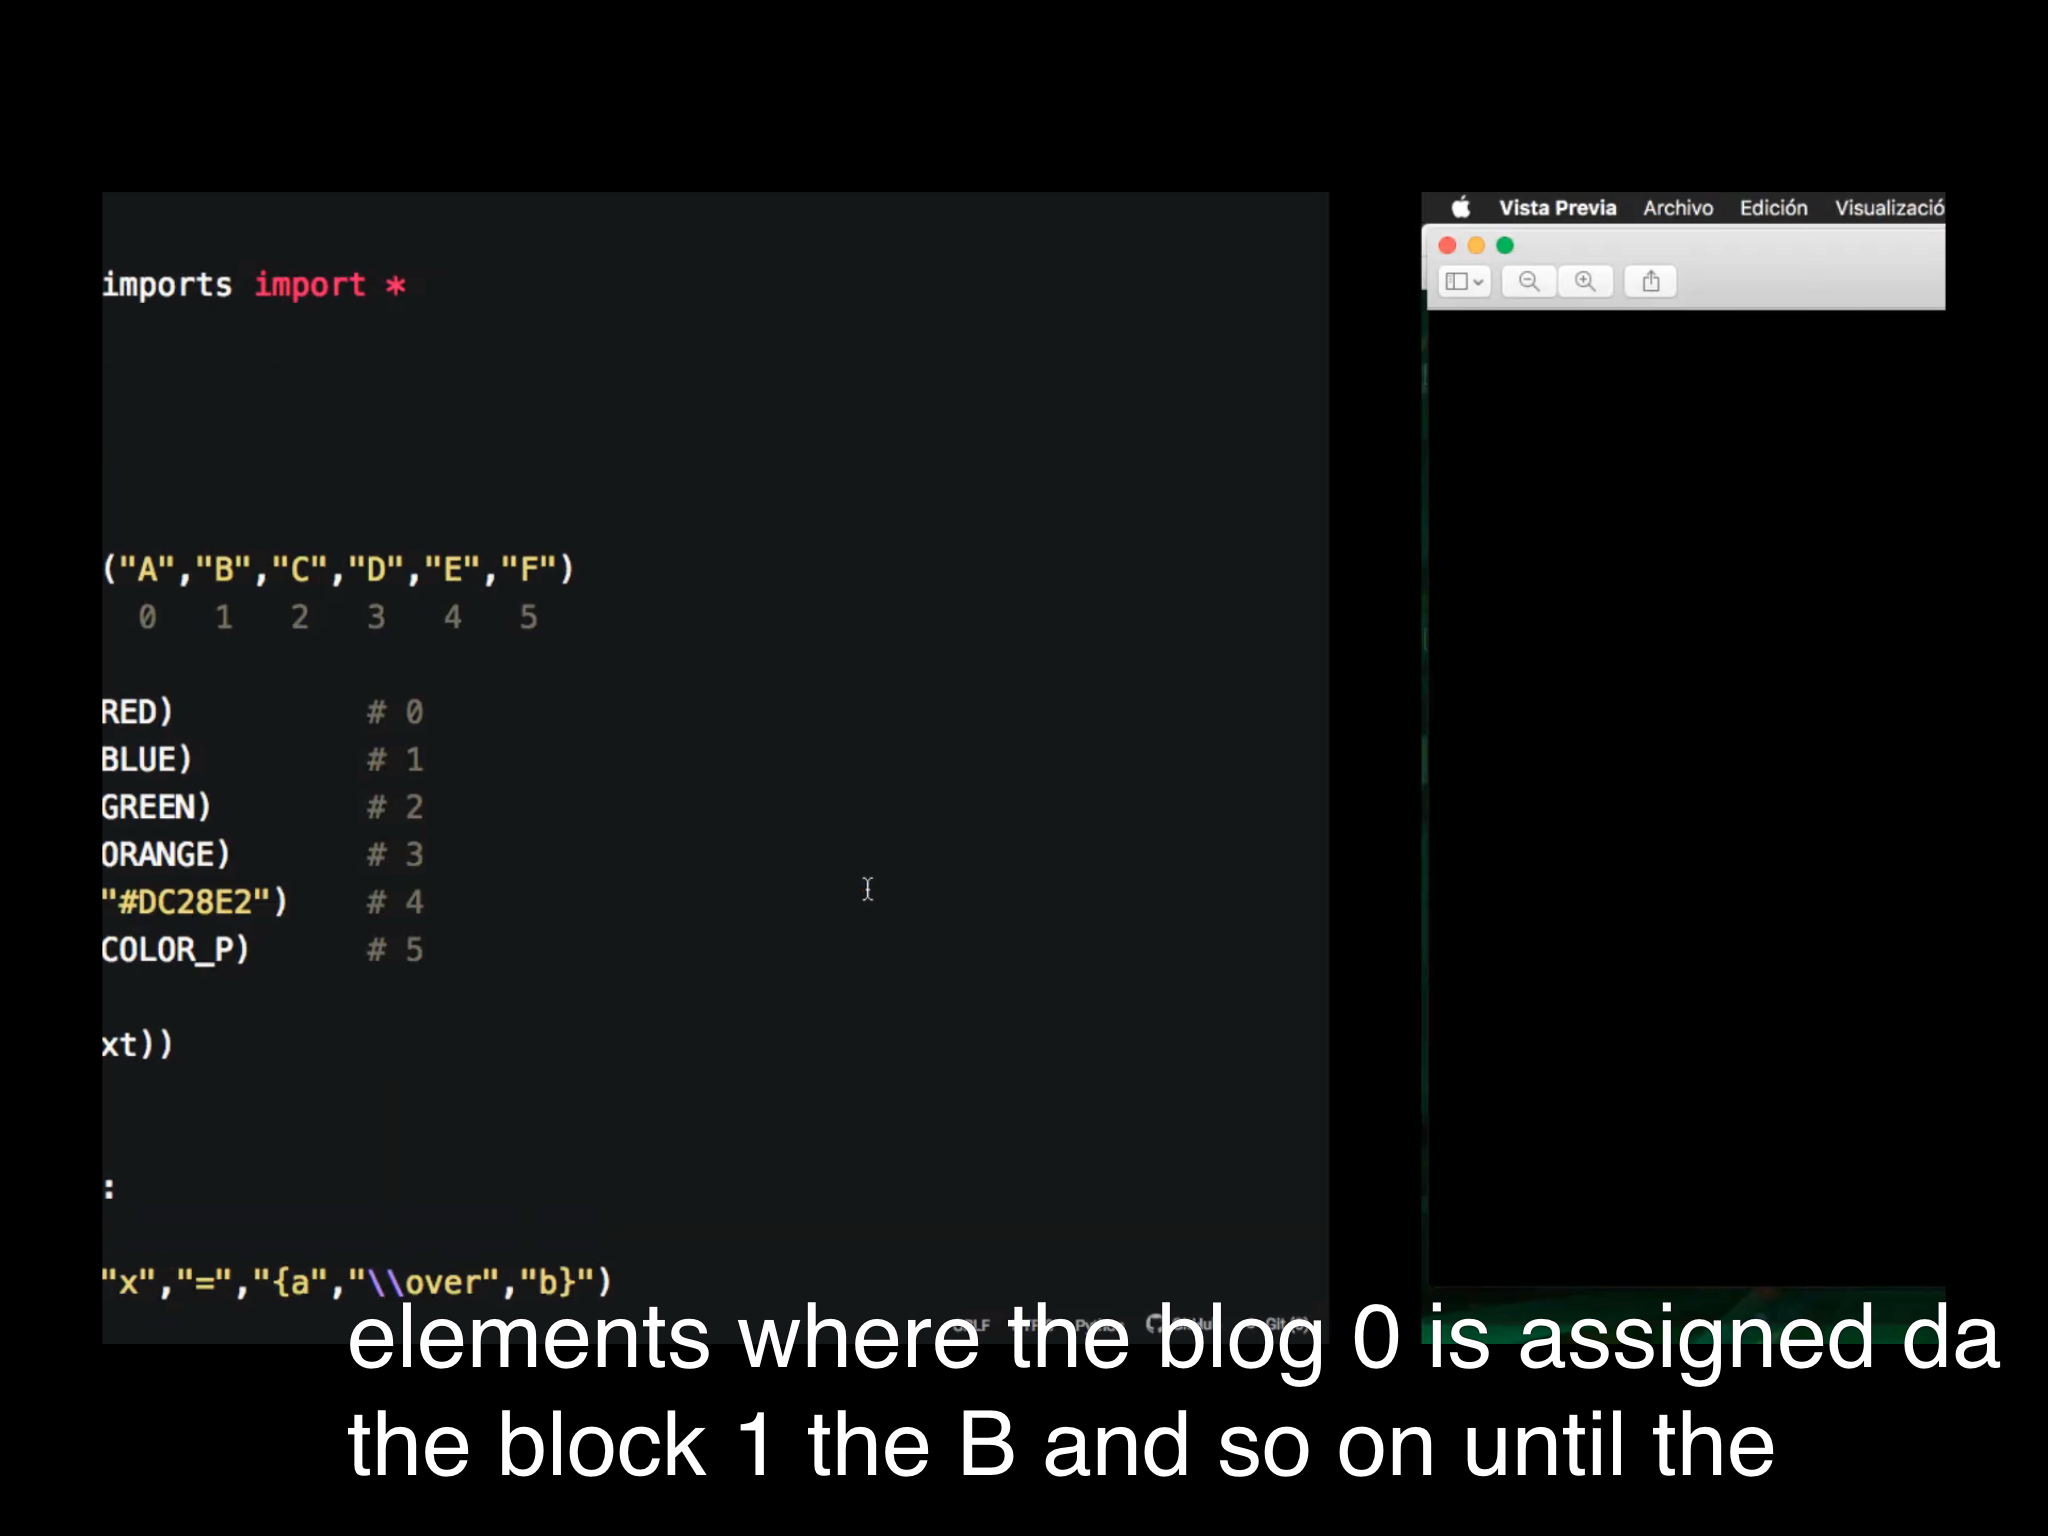 imports import *
("A","B","C","D","E","F")
0 1 2 3 4 5
RED) # 0
BLUE) # 1
GREEN) # 2
ORANGE) # 3
"#DC28E2") # 4
COLOR_P) # 5
xt))
:
"x","=","{a","\\over","b}")
Vista Previa Archivo Edición Visualizació
elements where the blog 0 is assigned da
the block 1 the B and so on until the